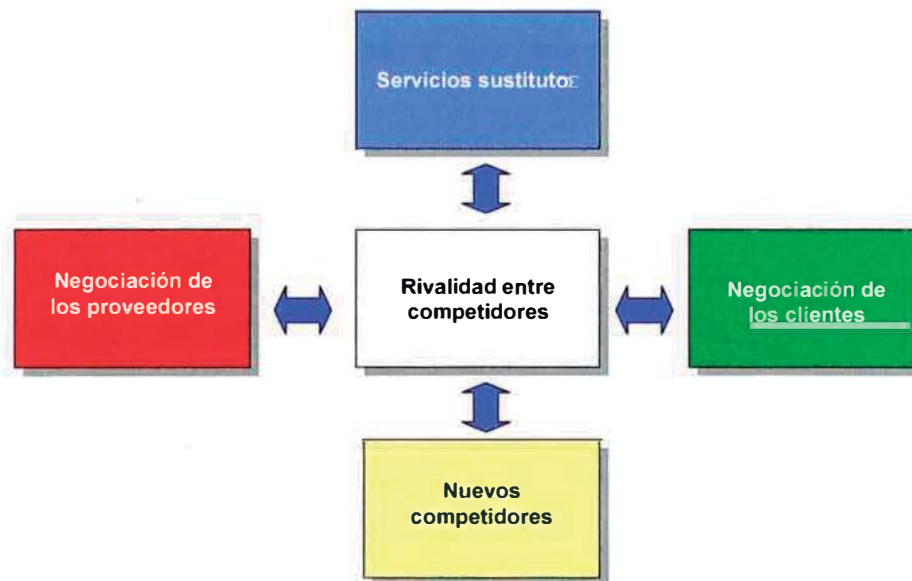 Servicios sustitutos
Negociación de
los proveedores
Rivalidad entre
competidores
Negociación de
los clientes
Nuevos
competidores